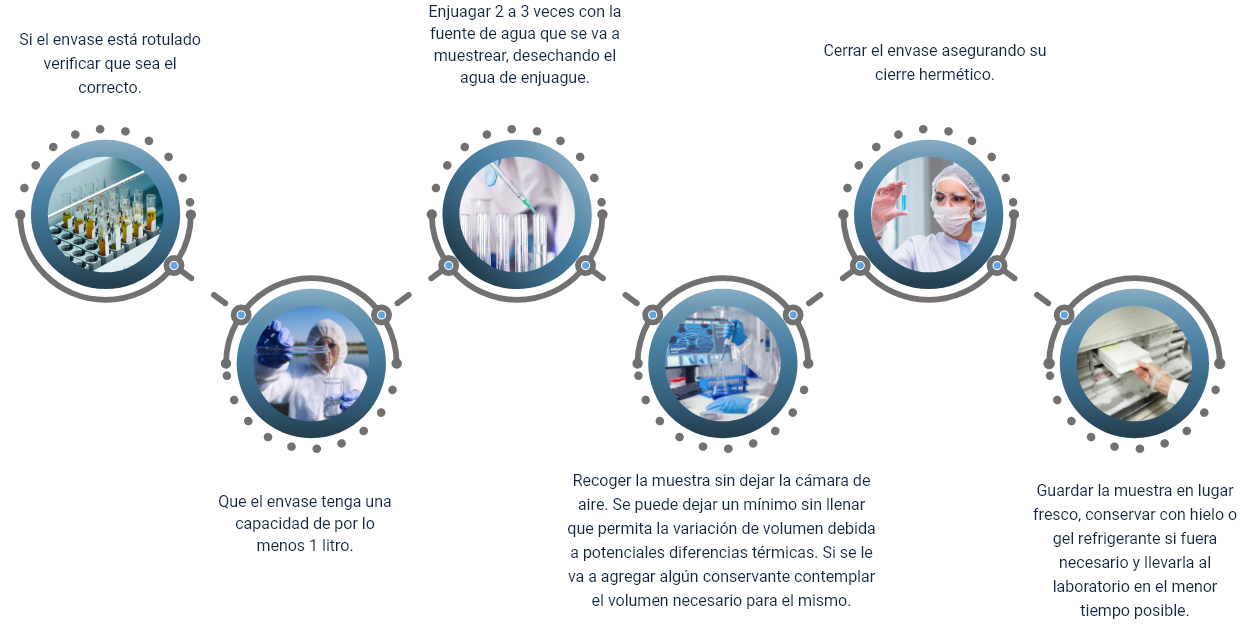 Si el envase está rotulado
verificar que sea el
correcto.
Que el envase tenga una
capacidad de por lo
menos 1 litro.
Enjuagar 2 a 3 veces con la
fuente de agua que se va a
muestrear, desechando el
agua de enjuague.
Recoger la muestra sin dejar la cámara de
aire. Se puede dejar un mínimo sin llenar
que permita la variación de volumen debida
a potenciales diferencias térmicas. Si se le
va a agregar algún conservante contemplar
el volumen necesario para el mismo.
Cerrar el envase asegurando su
cierre hermético.
Guardar la muestra en lugar
fresco, conservar con hielo o
gel refrigerante si fuera
necesario y llevarla al
laboratorio en el menor
tiempo posible.